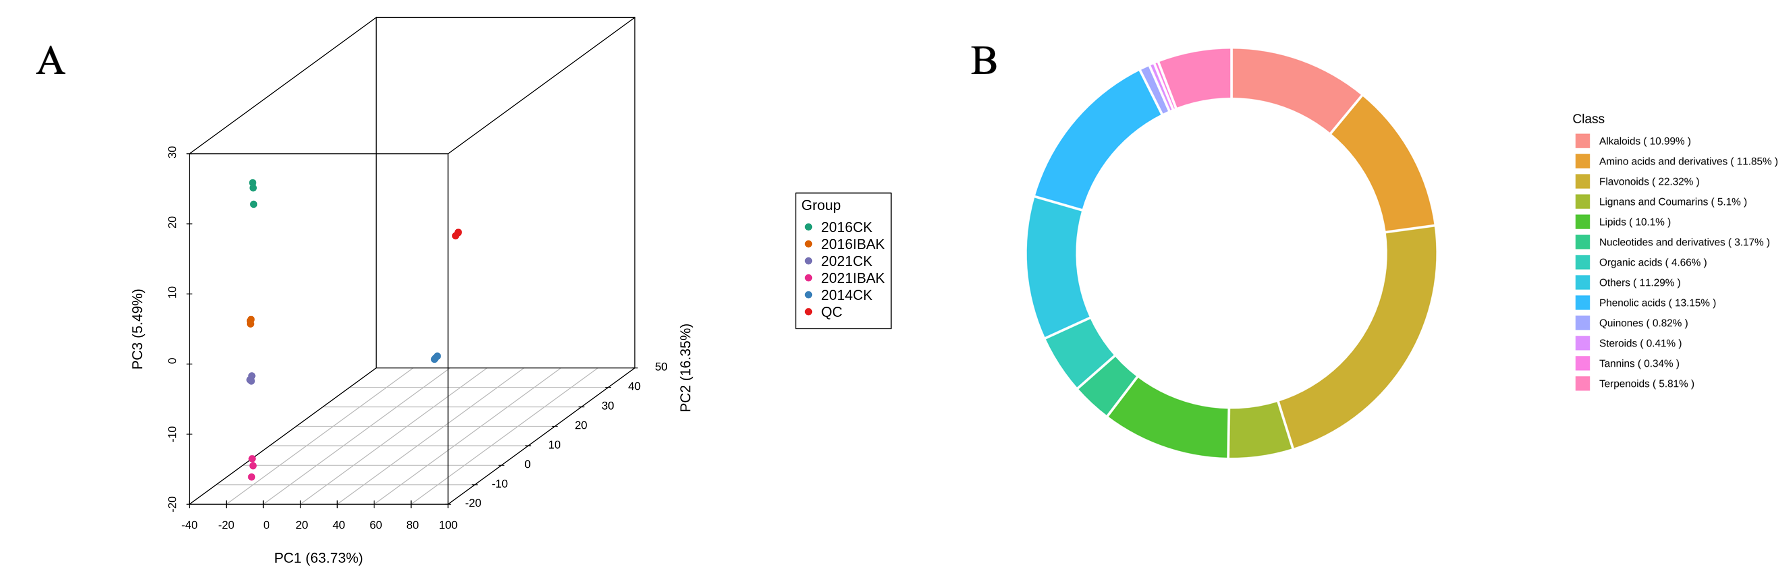 A
30
20
10
0
-10
-20
PC3 (5.49%)
-40 -20 0 20 40 60 80 100
PC1 (63.73%)
-20
-10
0
10
20
30
40
50
PC2 (16.35%)
Group
2016CK
2016IBAK
2021CK
2021IBAK
2014CK
QC
B
Class
Alkaloids ( 10.99% )
Amino acids and derivatives ( 11.85% )
Flavonoids ( 22.32% )
Lignans and Coumarins ( 5.1% )
Lipids ( 10.1% )
Nucleotides and derivatives ( 3.17% )
Organic acids ( 4.66% )
Others ( 11.29% )
Phenolic acids ( 13.15% )
Quinones ( 0.82% )
Steroids ( 0.41% )
Tannins ( 0.34% )
Terpenoids ( 5.81% )